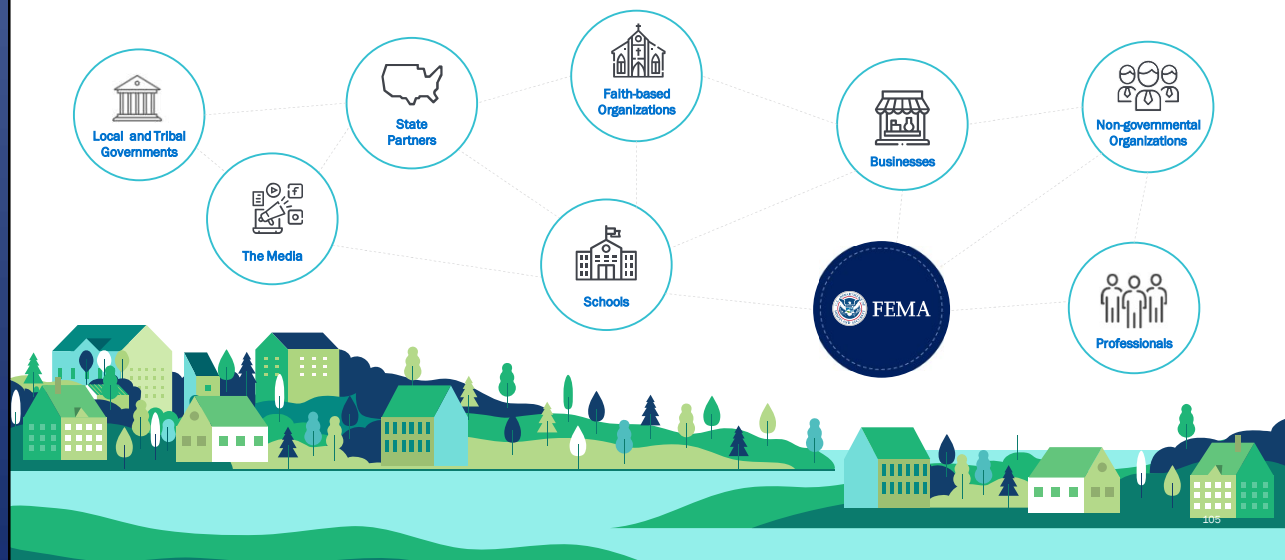 Local and Tribal
Governments
State
Partners
Faith-based
Organizations
Businesses
Non-governmental
Organizations
The Media
Schools
FEMA
Professionals
105